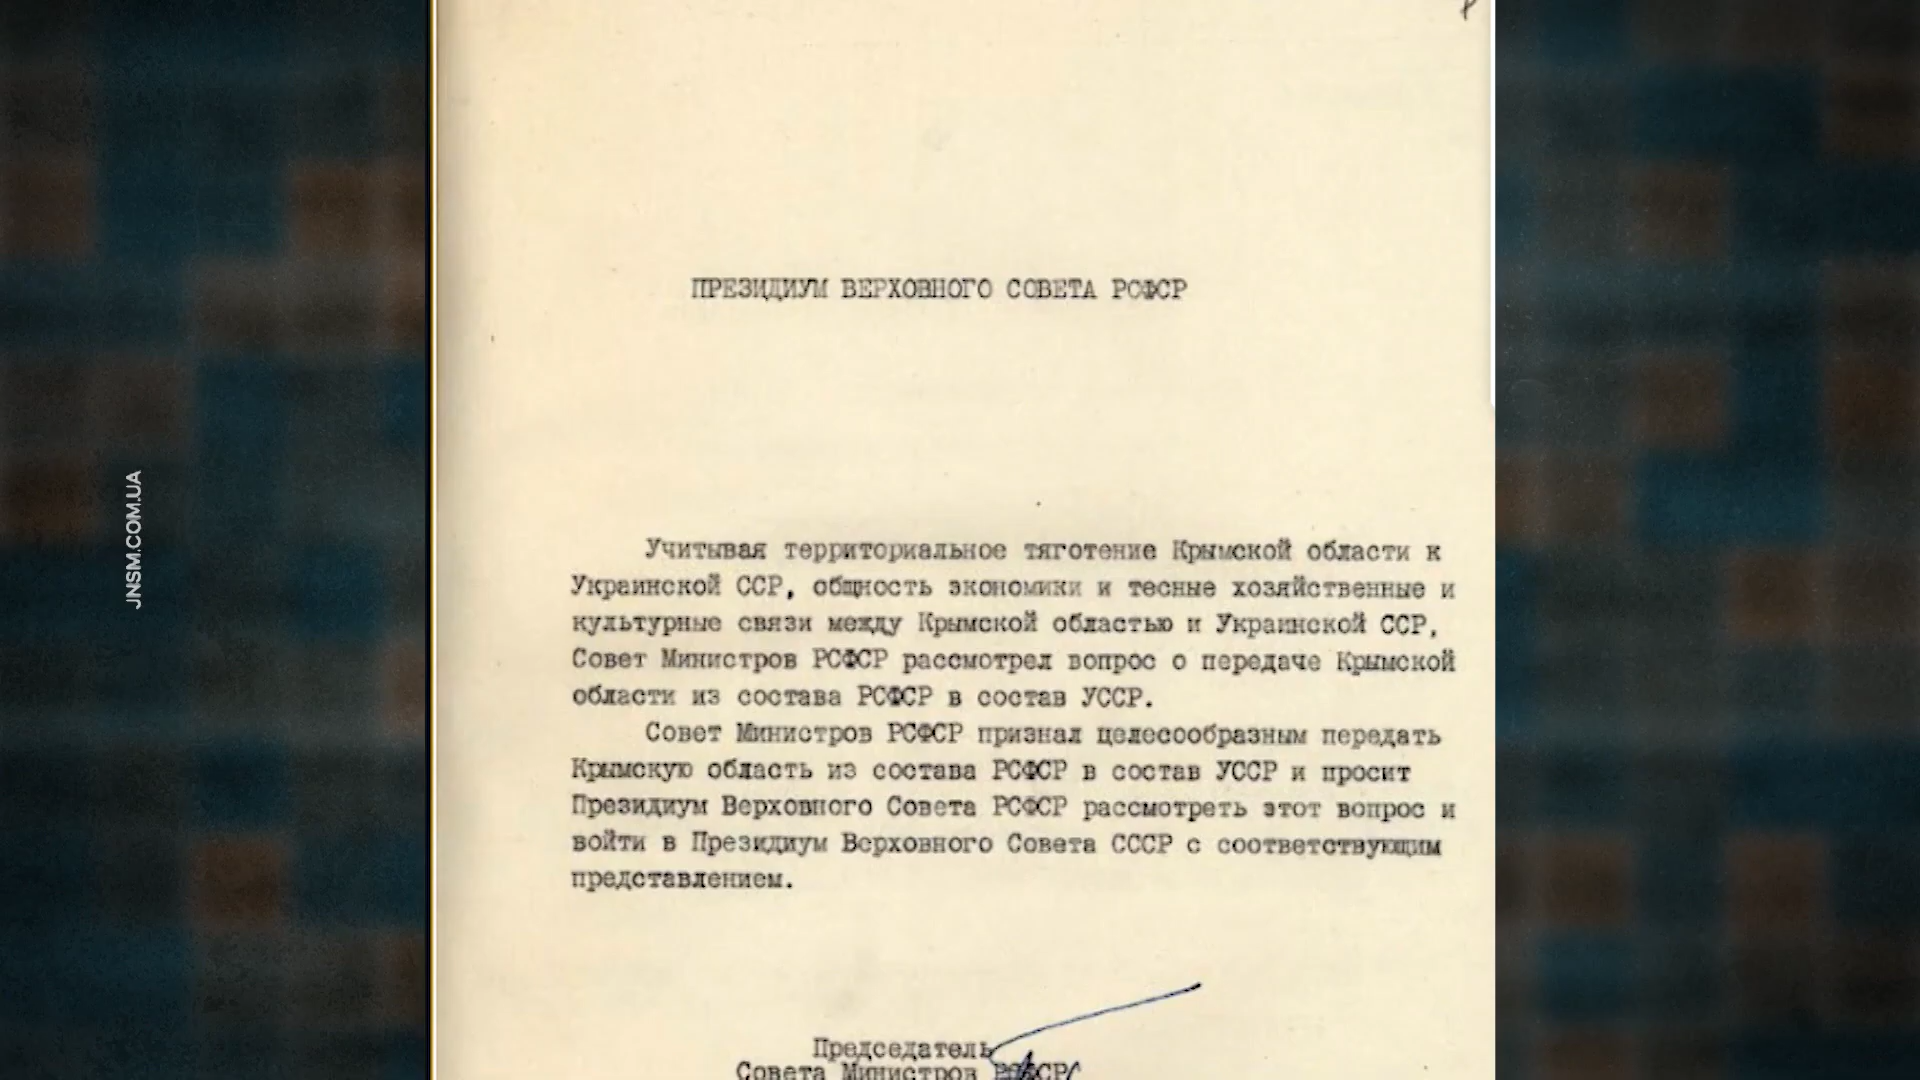 JNSM.COM.UA
ПРЕЗИДИУМ ВЕРХОВНОГО СОВЕТА РСФСР
Учитывая территориальное тяготение Крымской области к
Украинской ССР, общность экономики и тесные хозяйственные и
культурные связи между Крымской областью и Украинской ССР,
Совет Министров РСФСР рассмотрел вопрос о передаче Крымской
области из состава РСФСР в состав УССР.
Совет Министров РСФСР признал целесообразным передать
Крымскую область из состава РСФСР в состав УССР и просит
Президиум Верховного Совета РСФСР рассмотреть этот вопрос и
войти в Президиум Верховного Совета СССР с соответствующим
представлением.
Председатель
Совета Министров РСФСР